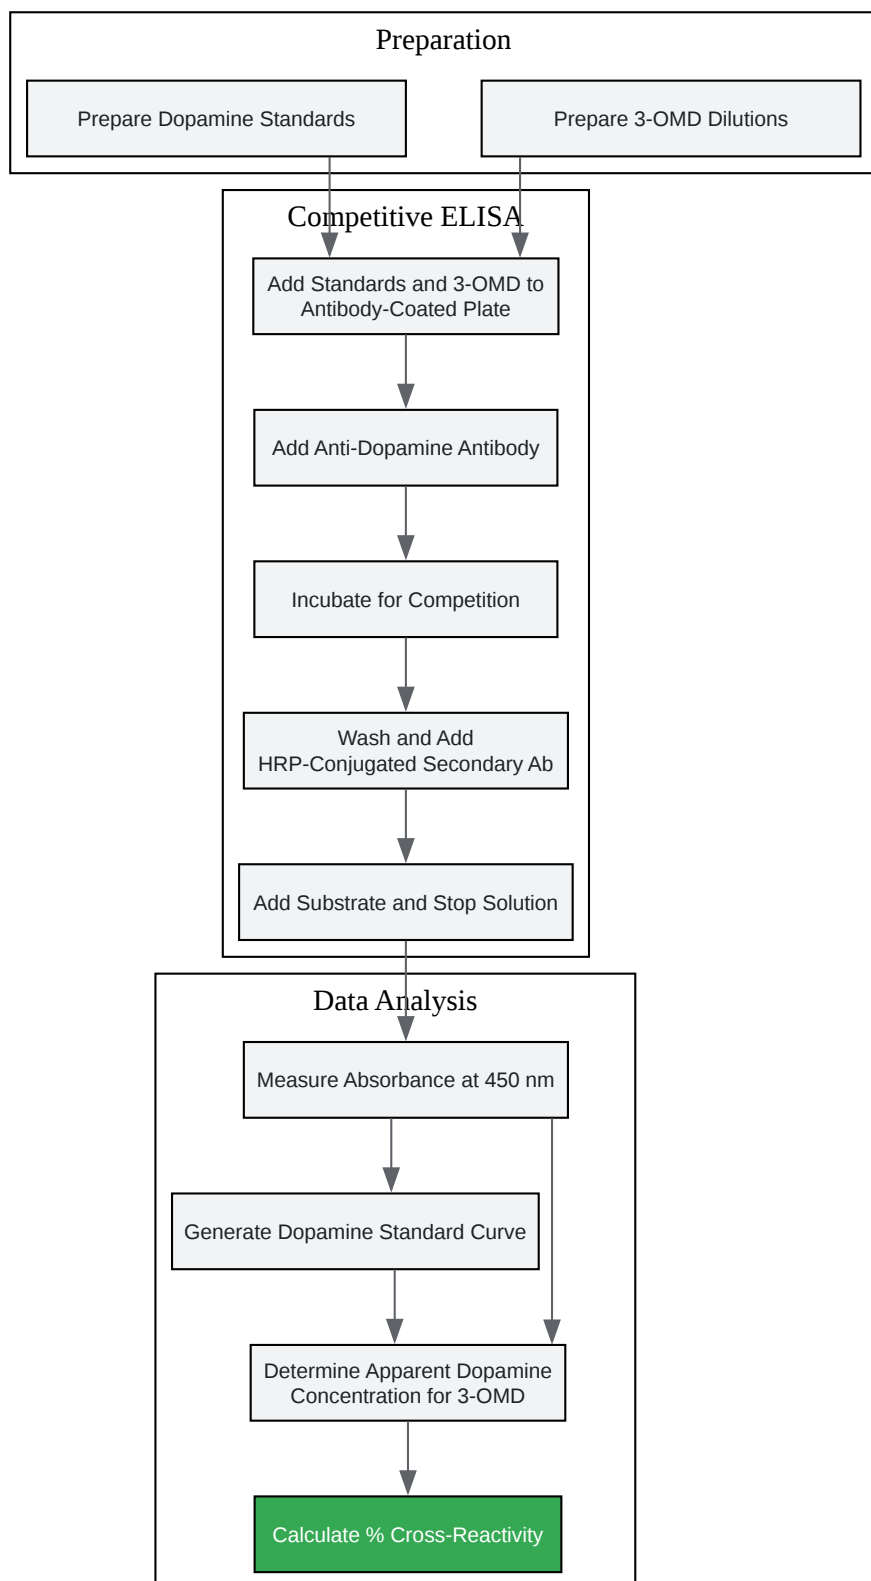 Preparation
Prepare Dopamine Standards
Prepare 3-OMD Dilutions
Competitive ELISA
Add Standards and 3-OMD to
Antibody-Coated Plate
Add Anti-Dopamine Antibody
Incubate for Competition
Wash and Add
HRP-Conjugated Secondary Ab
Add Substrate and Stop Solution
Data Analysis
Measure Absorbance at 450 nm
Generate Dopamine Standard Curve
Determine Apparent Dopamine
Concentration for 3-OMD
Calculate % Cross-Reactivity